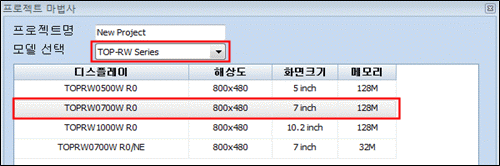 프로젝트 마법사
프로젝트명 New Project
모델 선택 TOP-RW Series
디스플레이 해상도 화면크기 메모리
TOPRW0500W R0 800x480 5 inch 128M
TOPRW0700W R0 800x480 7 inch 128M
TOPRW1000W R0 800x480 10.2 inch 128M
TOPRW0700W R0/NE 800x480 7 inch 32M